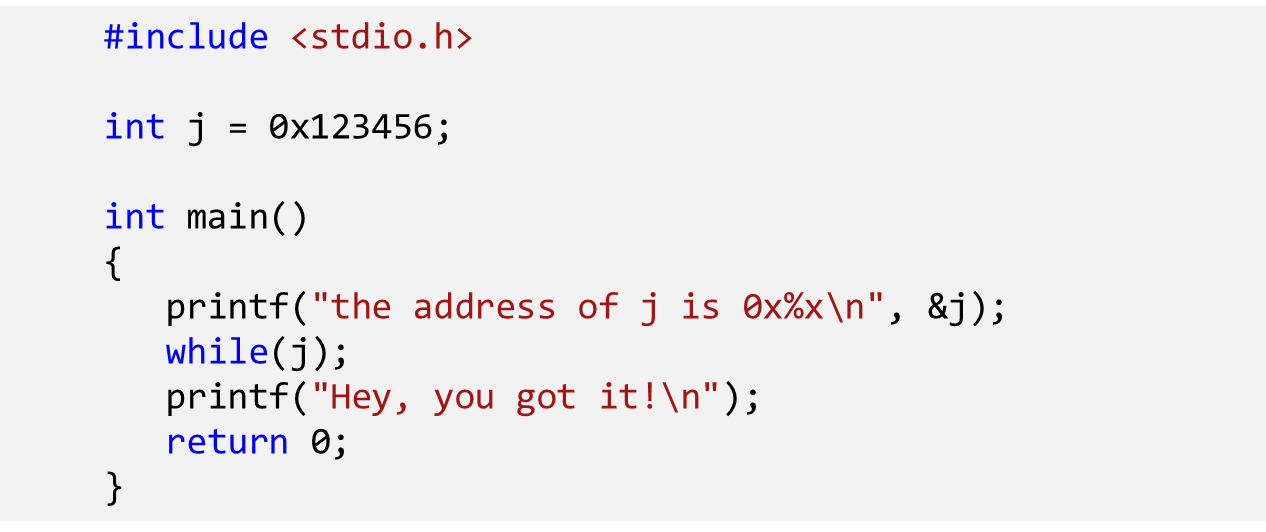 #include <stdio.h>
int j = 0x123456;
int main()
{
printf("the address of j is 0x%x\n", &j);
while(j);
printf("Hey, you got it!\n");
return 0;
}